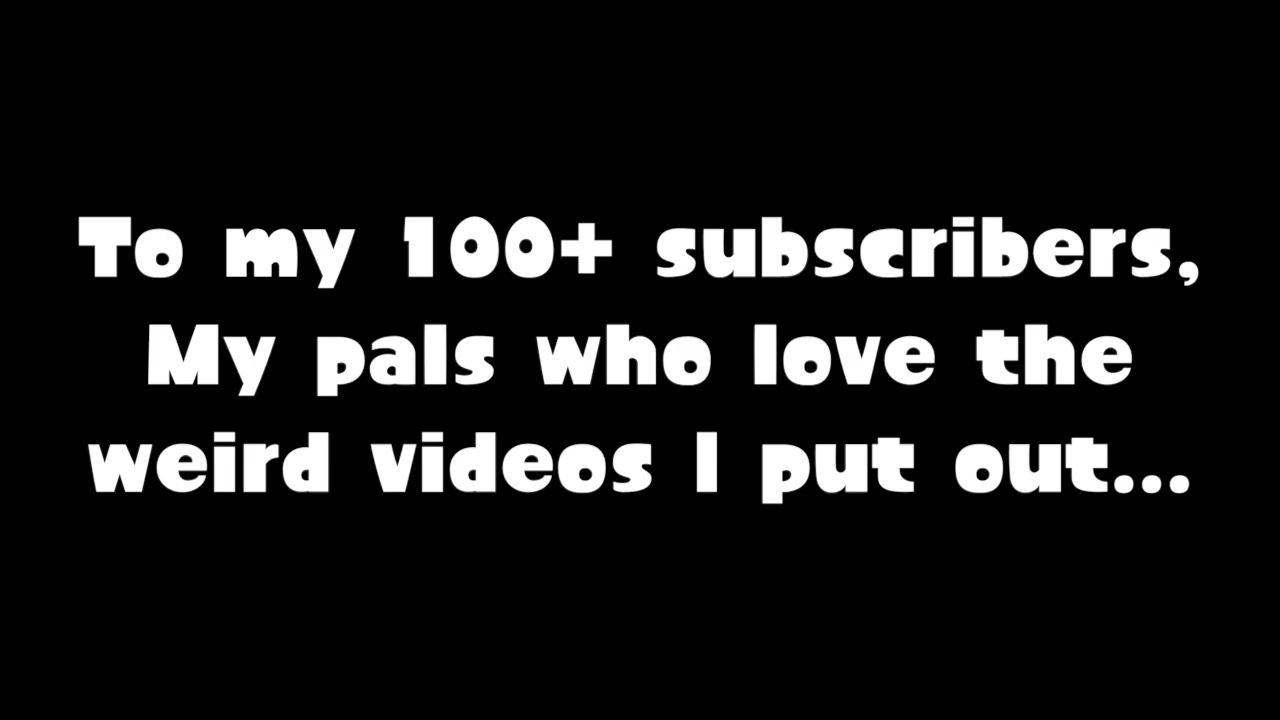 To my 100+ subscribers,
My pals who love the
weird videos I put out...